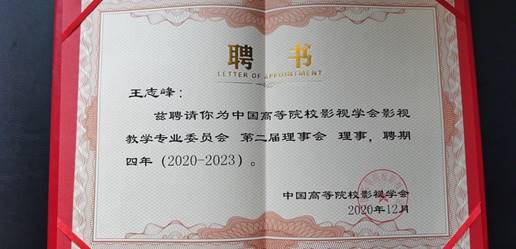 聘 书
LETTER OF APPOINTMENT
王志峰：
兹聘请你为中国高等院校影视学会影视
教学专业委员会 第二届理事会 理事，聘期
四年（2020-2023）。
中国高等院校影视学会
2020年12月